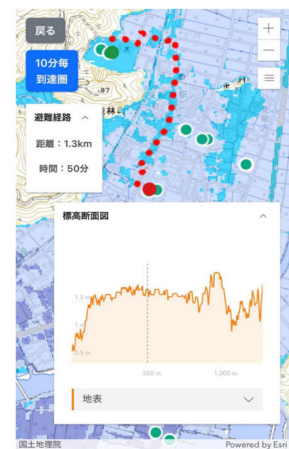 戻る
10分毎
到達圏
+
−
≡
・87
林
避難経路
距離：1.3km
時間：50分
標高断面図
1.5 m
1 m
0.5 m
500 m
1,000 m
地表
国土地理院
Powered by Esri